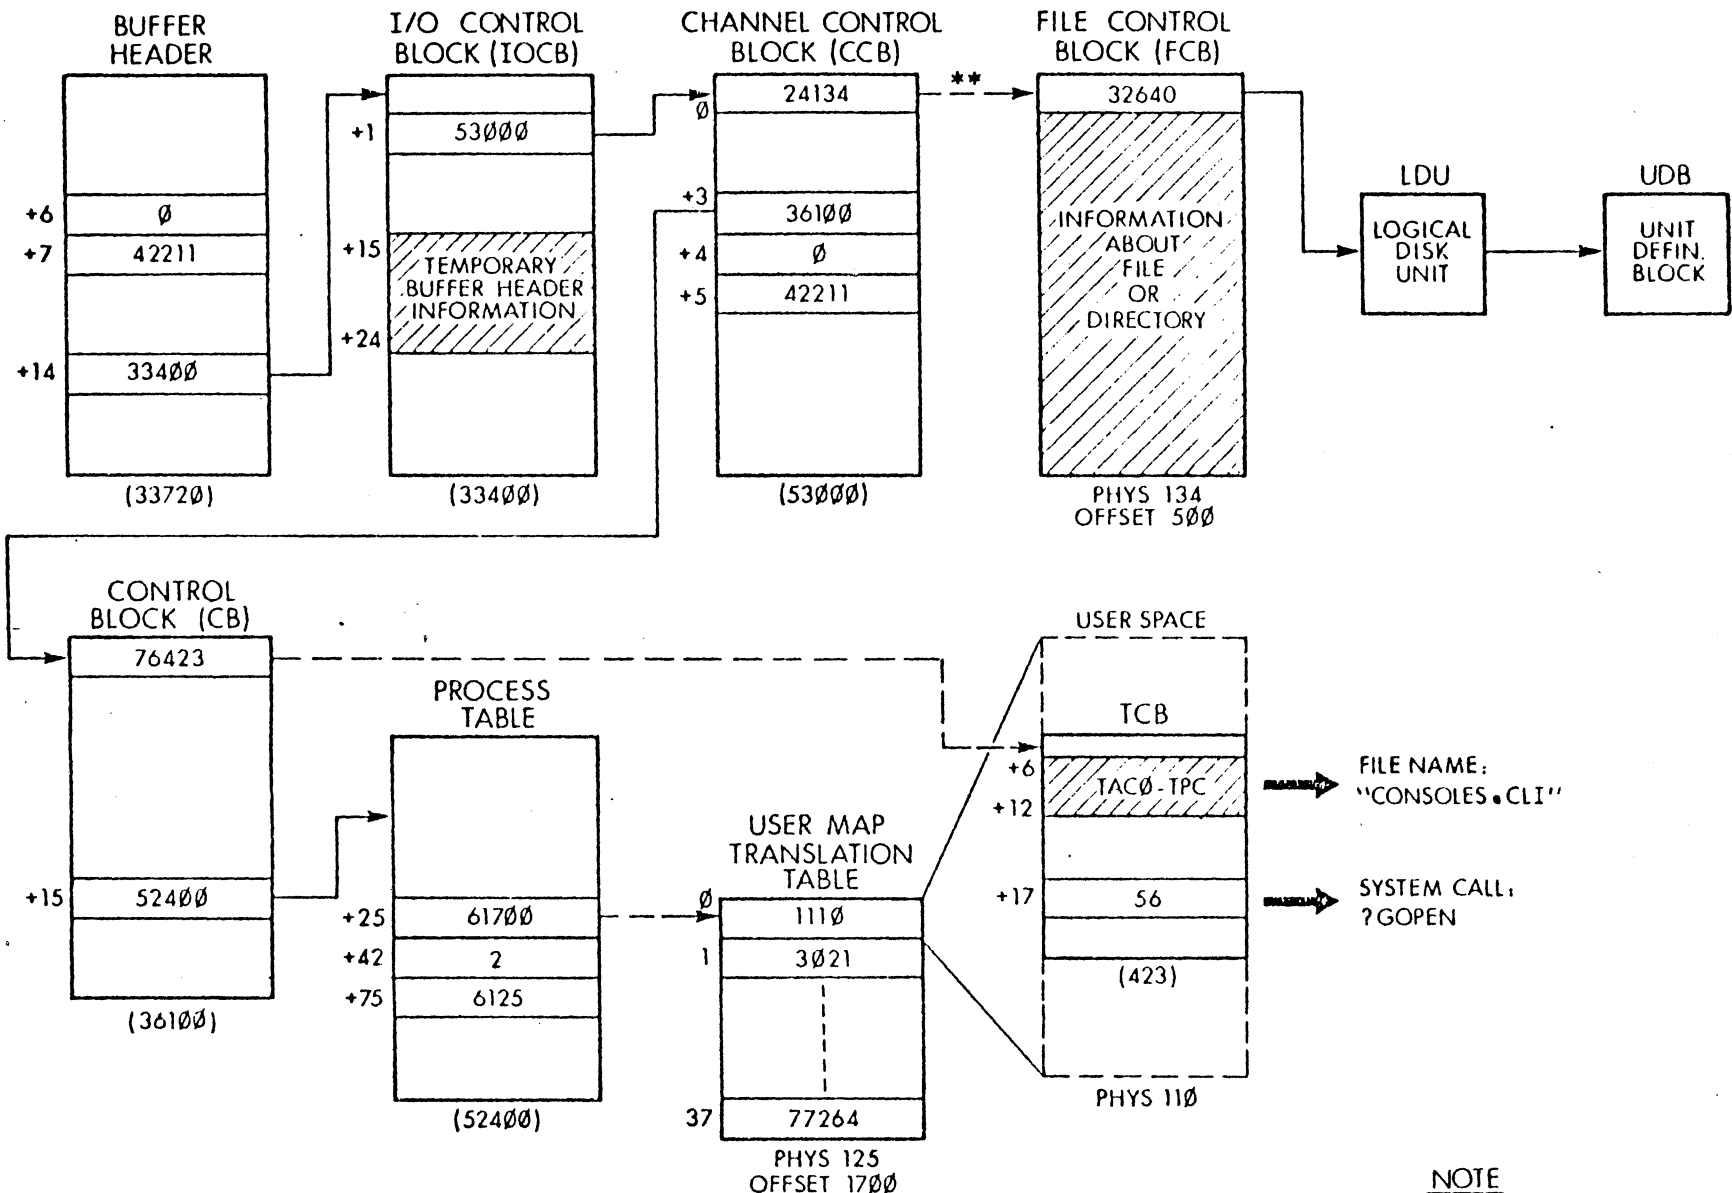 BUFFER
HEADER
+6 Ø
+7 42211
+14 334ØØ
(3372Ø)
I/O CONTROL
BLOCK (IOCB)
+1 53ØØØ
+15
TEMPORARY
BUFFER HEADER
INFORMATION
+24
(334ØØ)
CHANNEL CONTROL
BLOCK (CCB)
24134
Ø
+3
361ØØ
+4 Ø
+5 42211
(53ØØØ)
**
FILE CONTROL
BLOCK (FCB)
3264Ø
INFORMATION
ABOUT
FILE
OR
DIRECTORY
PHYS 134
OFFSET 5ØØ
LDU
LOGICAL
DISK
UNIT
UDB
UNIT
DEFIN.
BLOCK
CONTROL
BLOCK (CB)
76423
+15 524ØØ
(361ØØ)
PROCESS
TABLE
+25 617ØØ
+42 2
+75 6125
(524ØØ)
USER MAP
TRANSLATION
TABLE
Ø 111Ø
1 3Ø21
37 77264
PHYS 125
OFFSET 17ØØ
USER SPACE
TCB
+6
TACØ-TPC
+12
+17 56
(423)
PHYS 11Ø
FILE NAME:
"CONSOLES.CLI"
SYSTEM CALL:
?GOPEN
NOTE